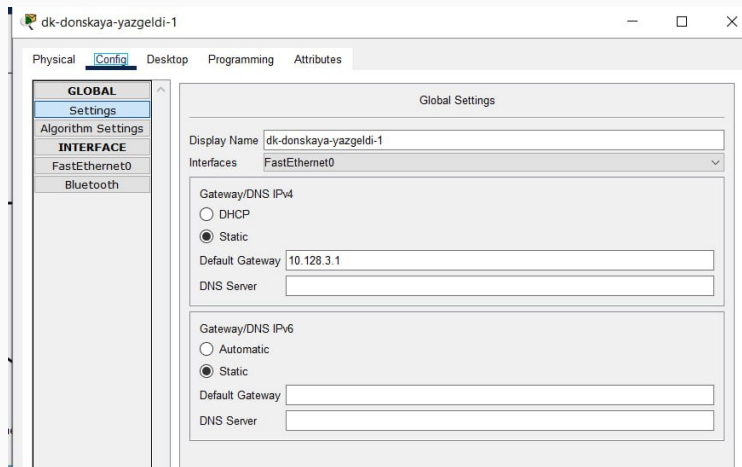 dk-donskaya-yazgeldi-1
Physical Config Desktop Programming Attributes
GLOBAL
Settings
Algorithm Settings
INTERFACE
FastEthernet0
Bluetooth
Global Settings
Display Name dk-donskaya-yazgeldi-1
Interfaces FastEthernet0
Gateway/DNS IPv4
DHCP
Static
Default Gateway 10.128.3.1
DNS Server
Gateway/DNS IPv6
Automatic
Static
Default Gateway
DNS Server